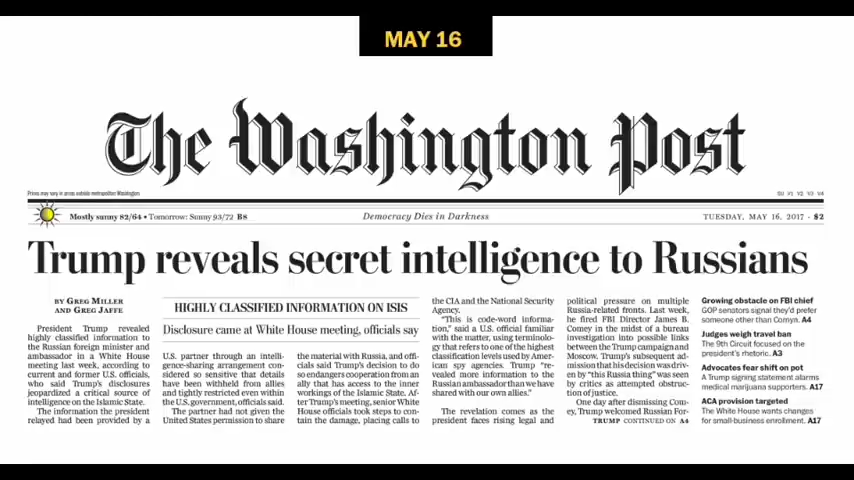 MAY 16
The Washington Post
Prices may vary in areas outside metropolitan Washington
SU V1 V2 V3 V4
Mostly sunny 82/64 • Tomorrow: Sunny 93/72 B8
Democracy Dies in Darkness
TUESDAY, MAY 16, 2017 · $2
Trump reveals secret intelligence to Russians
BY GREG MILLER
AND GREG JAFFE
President Trump revealed
highly classified information to
the Russian foreign minister and
ambassador in a White House
meeting last week, according to
current and former U.S. officials,
who said Trump's disclosures
jeopardized a critical source of
intelligence on the Islamic State.
The information the president
relayed had been provided by a
HIGHLY CLASSIFIED INFORMATION ON ISIS
Disclosure came at White House meeting, officials say
U.S. partner through an intelli-
gence-sharing arrangement con-
sidered so sensitive that details
have been withheld from allies
and tightly restricted even within
the U.S. government, officials said.
The partner had not given the
United States permission to share
the material with Russia, and offi-
cials said Trump's decision to do
so endangers cooperation from an
ally that has access to the inner
workings of the Islamic State. Af-
ter Trump's meeting, senior White
House officials took steps to con-
tain the damage, placing calls to
the CIA and the National Security
Agency.
"This is code-word informa-
tion," said a U.S. official familiar
with the matter, using terminolo-
gy that refers to one of the highest
classification levels used by Amer-
ican spy agencies. Trump "re-
vealed more information to the
Russian ambassador than we have
shared with our own allies."
The revelation comes as the
president faces rising legal and
political pressure on multiple
Russia-related fronts. Last week,
he fired FBI Director James B.
Comey in the midst of a bureau
investigation into possible links
between the Trump campaign and
Moscow. Trump's subsequent ad-
mission that his decision was driv-
en by "this Russia thing" was seen
by critics as attempted obstruc-
tion of justice.
One day after dismissing Com-
ey, Trump welcomed Russian For-
TRUMP CONTINUED ON A4
Growing obstacle on FBI chief
GOP senators signal they'd prefer
someone other than Cornyn. A4
Judges weigh travel ban
The 9th Circuit focused on the
president's rhetoric. A3
Advocates fear shift on pot
A Trump signing statement alarms
medical marijuana supporters. A17
ACA provision targeted
The White House wants changes
for small-business enrollment. A17